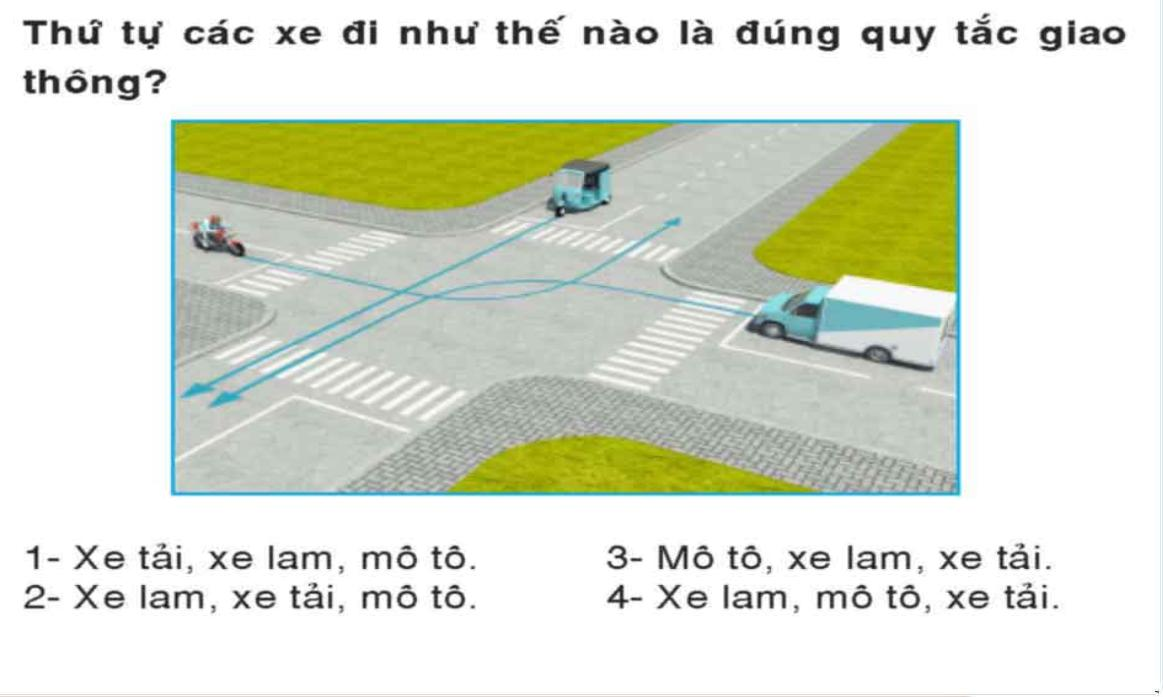 Thứ tự các xe đi như thế nào là đúng quy tắc giao
thông?
1- Xe tải, xe lam, mô tô.
2- Xe lam, xe tải, mô tô.
3- Mô tô, xe lam, xe tải.
4- Xe lam, mô tô, xe tải.